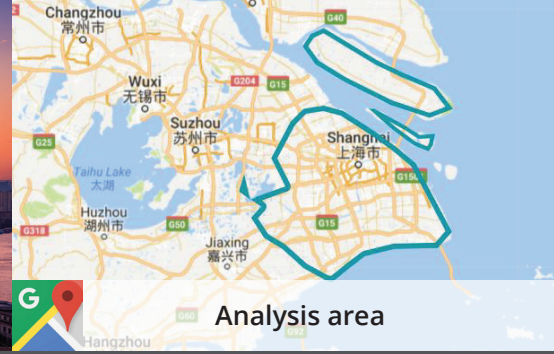 Changzhou
常州市
G40
Wuxi
无锡市
G204
G15
Suzhou
苏州市
Shanghai
上海市
G25
Taihu Lake
太湖
G150
Huzhou
湖州市
G50
G15
G318
Jiaxing
嘉兴市
G
Analysis area
G60
G92
Hangzhou